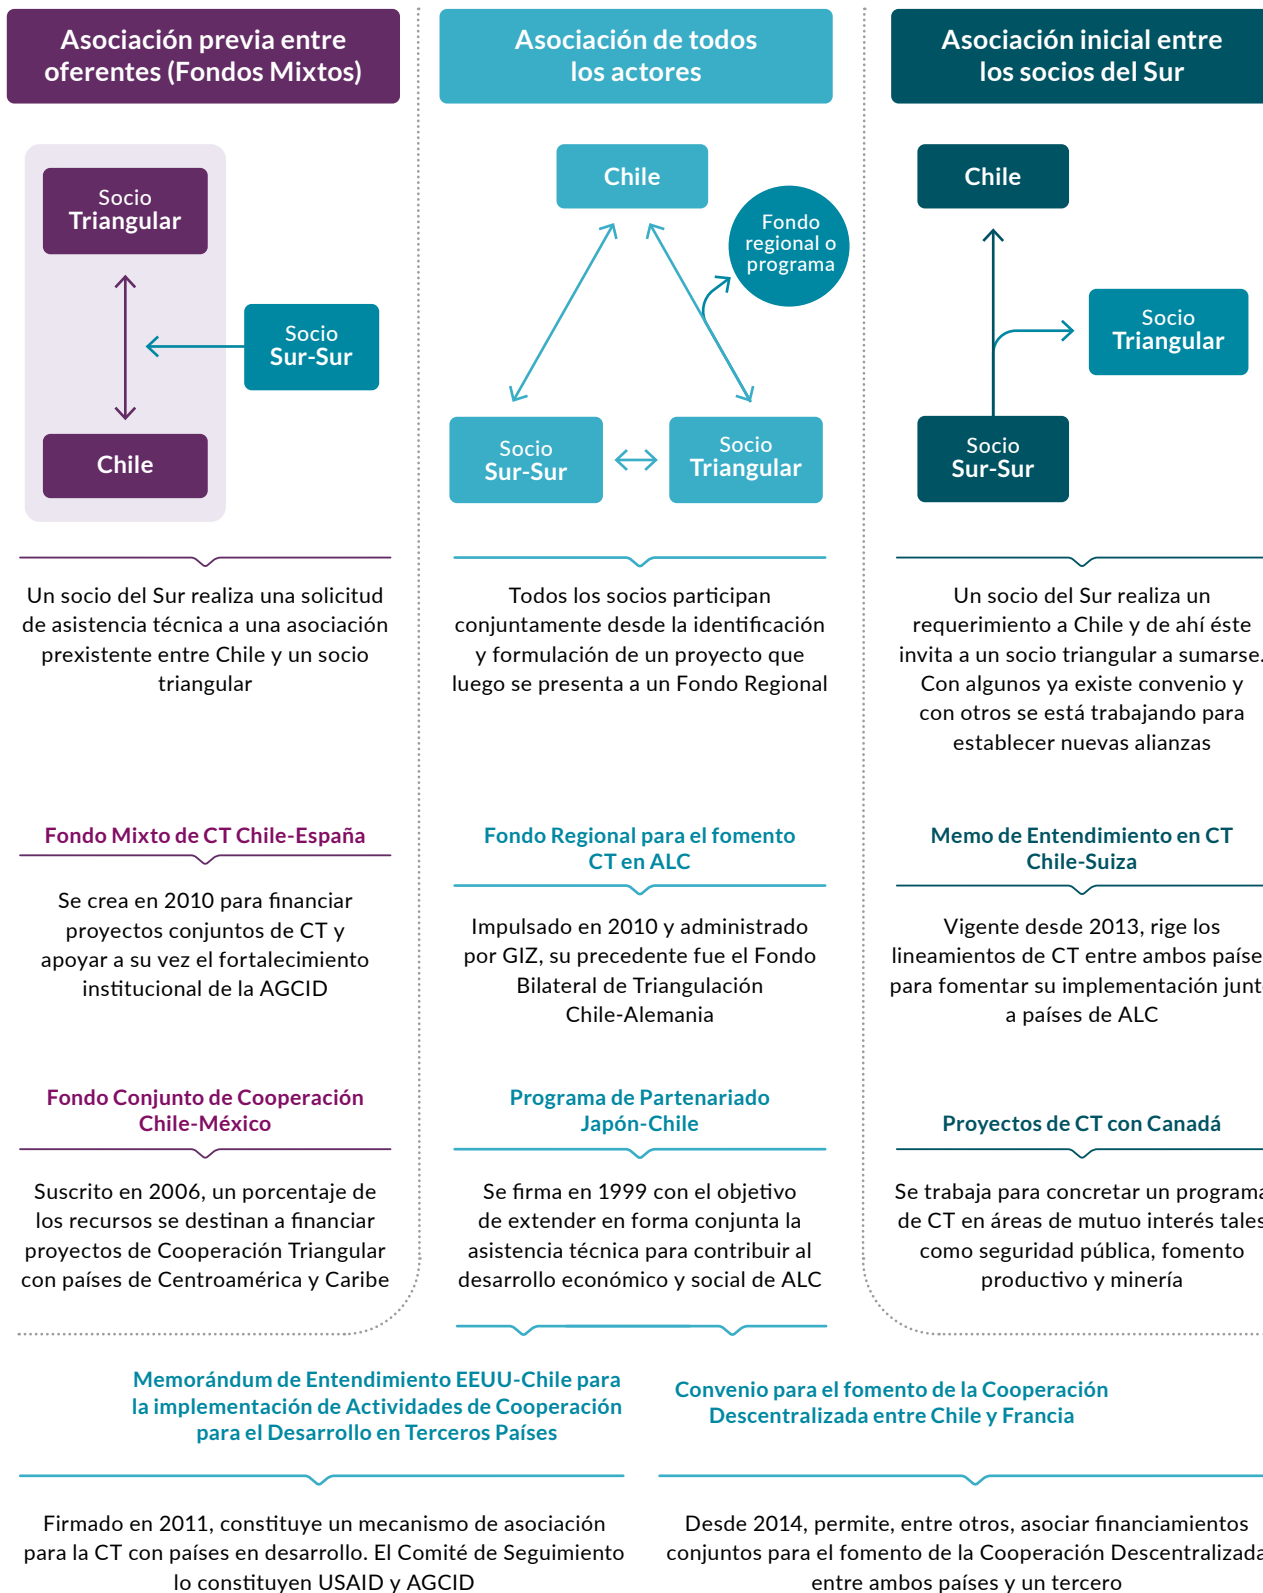 Asociación previa entre
oferentes (Fondos Mixtos)
Socio
Triangular
Socio
Sur-Sur
Chile
Un socio del Sur realiza una solicitud
de asistencia técnica a una asociación
prexistente entre Chile y un socio
triangular
Fondo Mixto de CT Chile-España
Se crea en 2010 para financiar
proyectos conjuntos de CT y
apoyar a su vez el fortalecimiento
institucional de la AGCID
Fondo Conjunto de Cooperación
Chile-México
Suscrito en 2006, un porcentaje de
los recursos se destinan a financiar
proyectos de Cooperación Triangular
con países de Centroamérica y Caribe
Asociación de todos
los actores
Chile
Fondo
regional o
programa
Socio
Sur-Sur
Socio
Triangular
Todos los socios participan
conjuntamente desde la identificación
y formulación de un proyecto que
luego se presenta a un Fondo Regional
Fondo Regional para el fomento
CT en ALC
Impulsado en 2010 y administrado
por GIZ, su precedente fue el Fondo
Bilateral de Triangulación
Chile-Alemania
Programa de Partenariado
Japón-Chile
Se firma en 1999 con el objetivo
de extender en forma conjunta la
asistencia técnica para contribuir al
desarrollo económico y social de ALC
Asociación inicial entre
los socios del Sur
Chile
Socio
Triangular
Socio
Sur-Sur
Un socio del Sur realiza un
requerimiento a Chile y de ahí éste
invita a un socio triangular a sumarse.
Con algunos ya existe convenio y
con otros se está trabajando para
establecer nuevas alianzas
Memo de Entendimiento en CT
Chile-Suiza
Vigente desde 2013, rige los
lineamientos de CT entre ambos paíse
para fomentar su implementación junt
a países de ALC
Proyectos de CT con Canadá
Se trabaja para concretar un programa
de CT en áreas de mutuo interés tales
como seguridad pública, fomento
productivo y minería
Memorándum de Entendimiento EEUU-Chile para
la implementación de Actividades de Cooperación
para el Desarrollo en Terceros Países
Firmado en 2011, constituye un mecanismo de asociación
para la CT con países en desarrollo. El Comité de Seguimiento
lo constituyen USAID y AGCID
Convenio para el fomento de la Cooperación
Descentralizada entre Chile y Francia
Desde 2014, permite, entre otros, asociar financiamientos
conjuntos para el fomento de la Cooperación Descentralizada
entre ambos países y un tercero